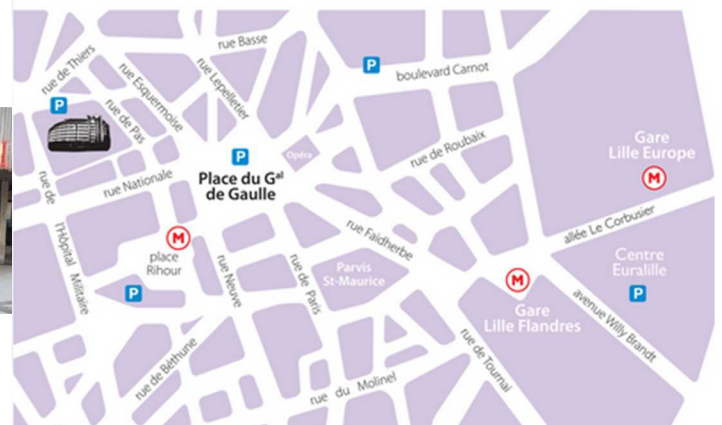 rue Basse
rue de Thiers
P
boulevard Carnot
rue Esquermoise
rue Lepelletier
P
rue de Pas
Gare
Lille Europe
M
rue de Roubaix
Opéra
P
Place du Gal
de Gaulle
rue Nationale
rue de
l'Hôpital Militaire
allée Le Corbusier
rue Faidherbe
M
place
Rihour
Centre
Euralille
P
Parvis
St-Maurice
M
Gare
Lille Flandres
rue Neuve
rue de Paris
P
avenue Willy Brandt
rue de Béthune
rue de Tournai
rue du Molinel